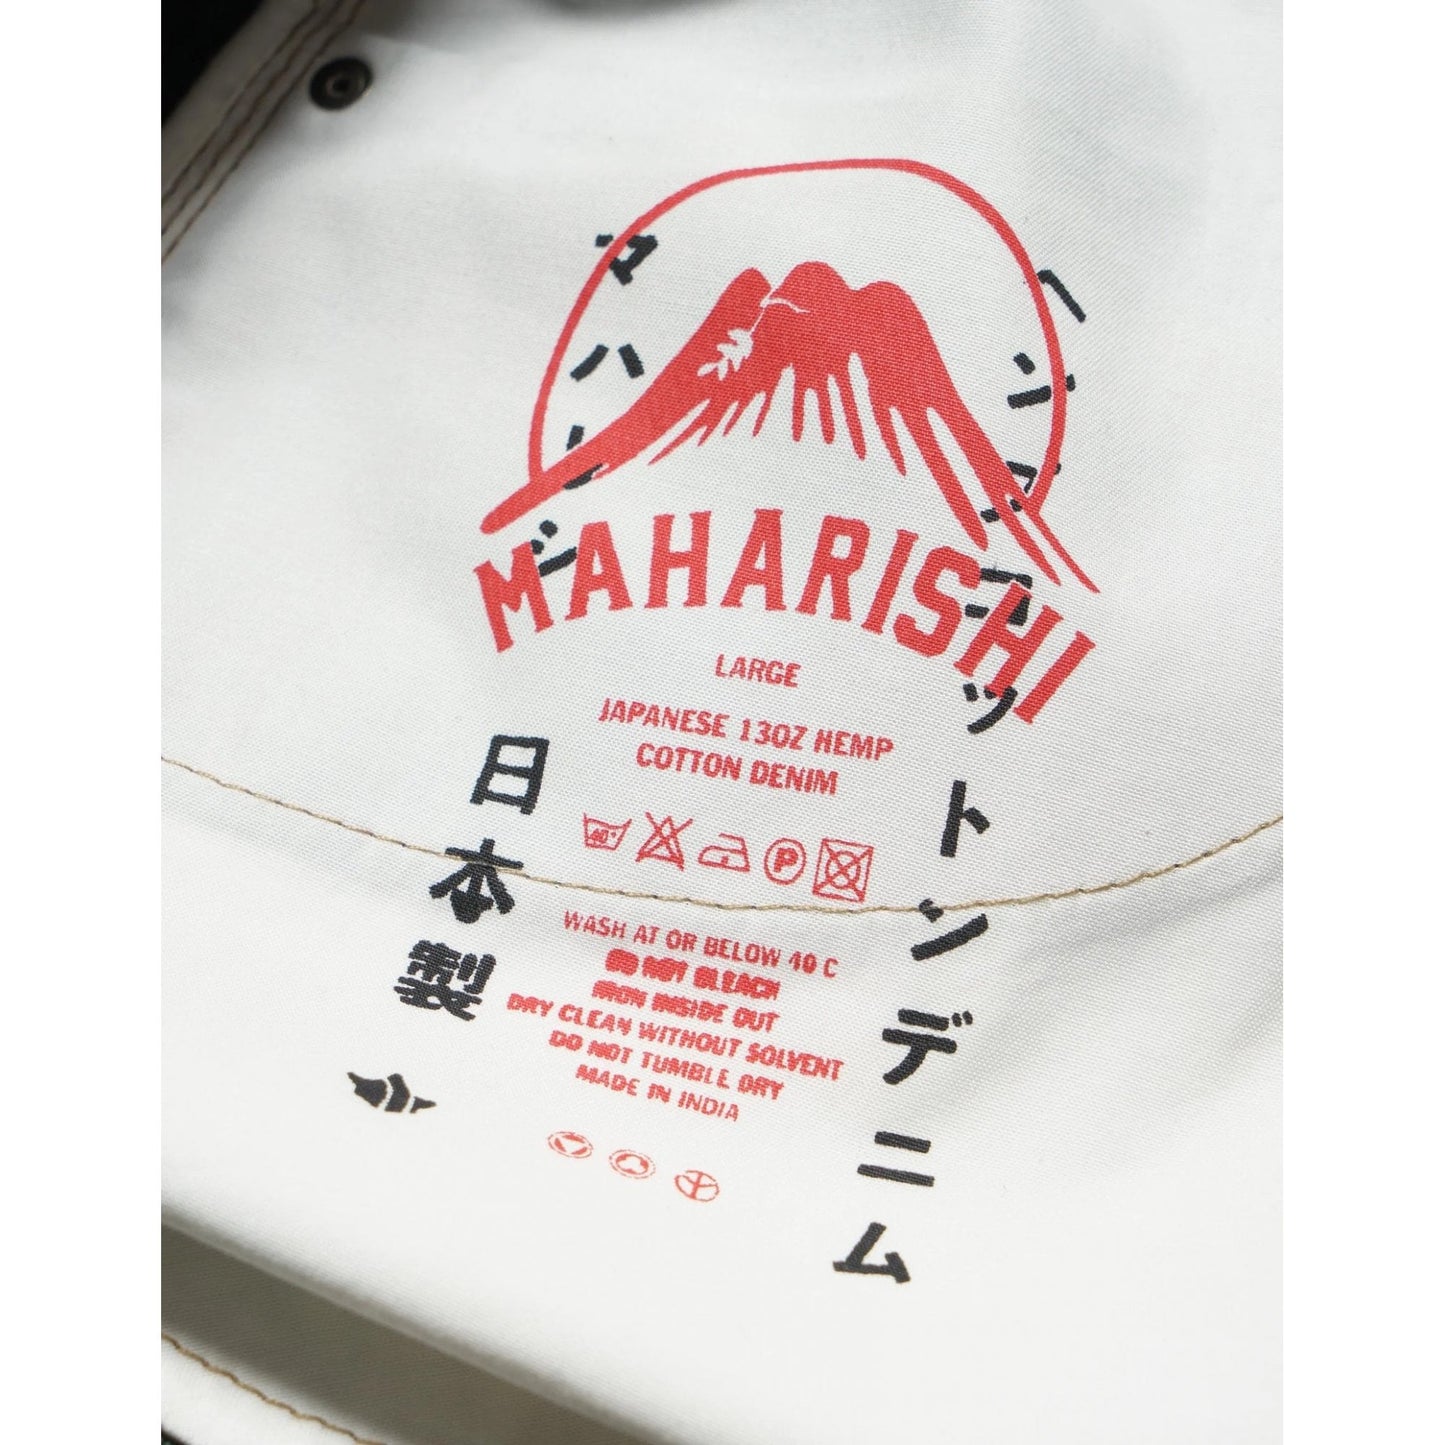 マハリシ
ヘンプコットンデニム
MAHARISHI
LARGE
JAPANESE 13OZ HEMP
COTTON DENIM
40°
P
WASH AT OR BELOW 40 C
DO NOT BLEACH
IRON INSIDE OUT
DRY CLEAN WITHOUT SOLVENT
DO NOT TUMBLE DRY
MADE IN INDIA
日本製